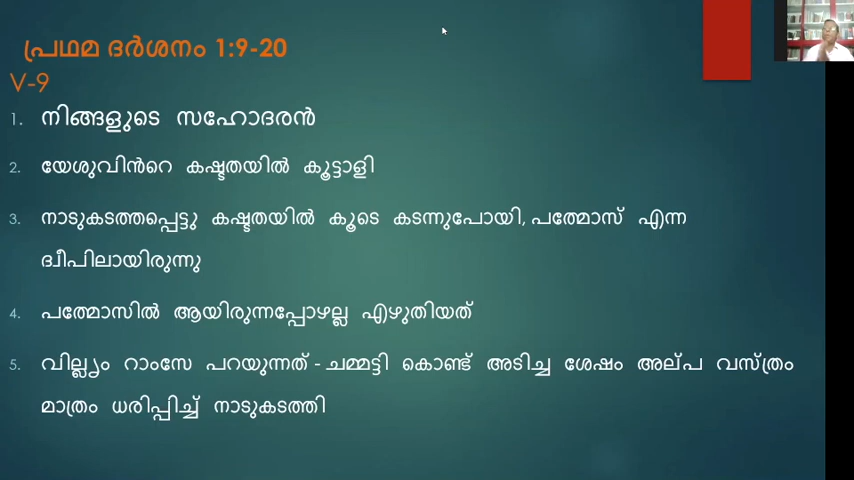 പ്രഥമ ദർശനം 1:9-20
V-9
1. നിങ്ങളുടെ സഹോദരൻ
2. യേശുവിൻറെ കഷ്ടതയിൽ കൂട്ടാളി
3. നാടുകടത്തപ്പെട്ടു കഷ്ടതയിൽ കൂടെ കടന്നുപോയി, പത്മോസ് എന്ന
ദ്വീപിലായിരുന്നു
4. പത്മോസിൽ ആയിരുന്നപ്പോഴല്ല എഴുതിയത്
5. വില്ല്യം റാംസേ പറയുന്നത് - ചമ്മട്ടി കൊണ്ട് അടിച്ച ശേഷം അല്പ വസ്ത്രം
മാത്രം ധരിപ്പിച്ച് നാടുകടത്തി